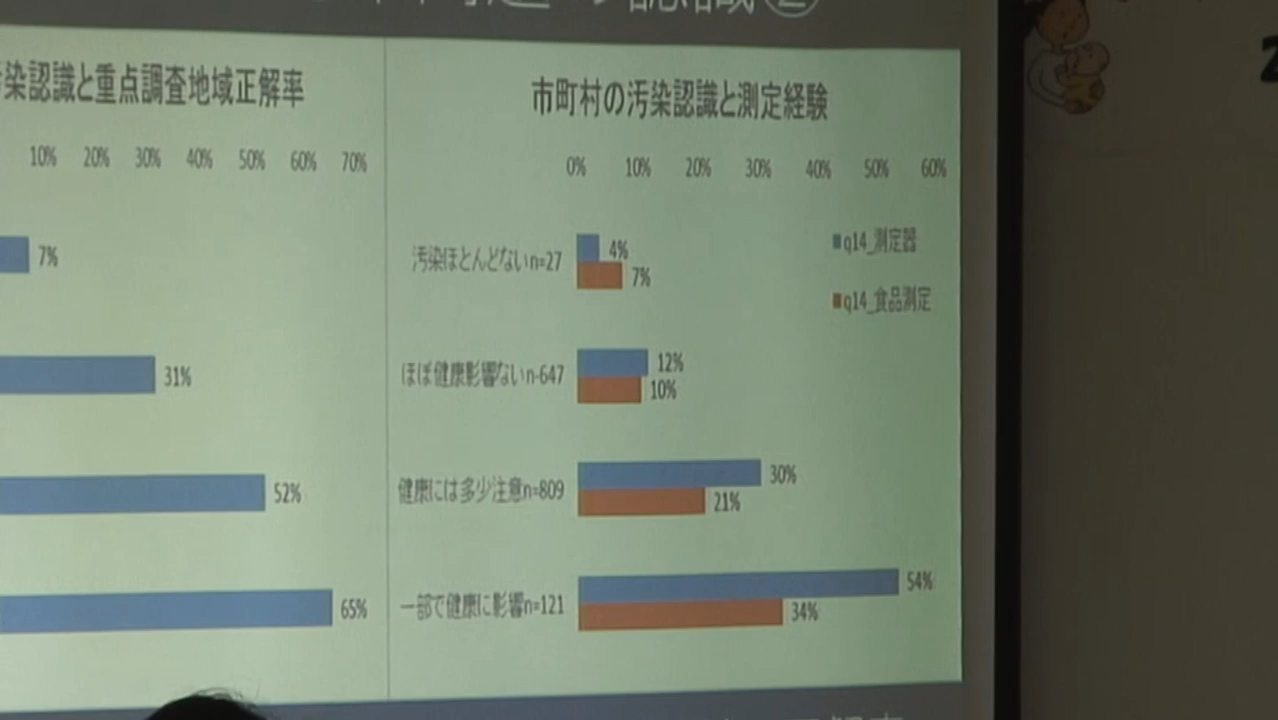 の認識②
染認識と重点調査地域正解率
10% 20% 30% 40% 50% 60% 70%
7%
31%
52%
65%
市町村の汚染認識と測定経験
0% 10% 20% 30% 40% 50% 60%
q14_測定器
q14_食品測定
汚染ほとんどないn=27
4%
7%
ほぼ健康影響ないn-647
12%
10%
健康には多少注意n=809
30%
21%
一部で健康に影響n=121
54%
34%